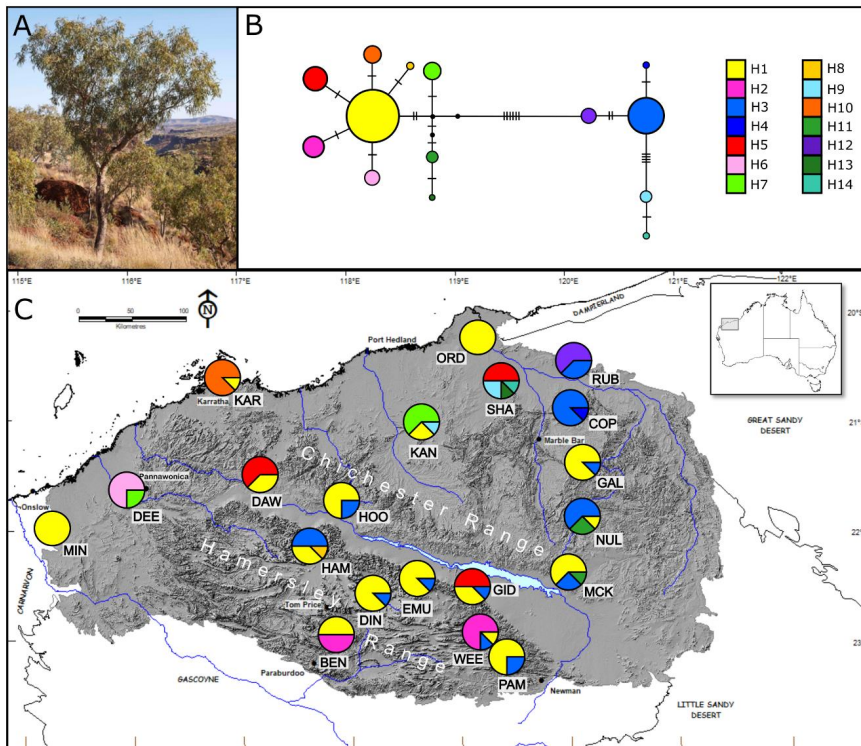 A
B
H1
H2
H3
H4
H5
H6
H7
H8
H9
H10
H11
H12
H13
H14
115°E
116°E
117°E
118°E
119°E
120°E
121°E
122°E
C
0
50
100
Kilometres
N
DAMPIERLAND
20°S
Port Hedland
ORD
RUB
KAR
Karratha
SHA
COP
21°S
GREAT SANDY
DESERT
KAN
Marble Bar
GAL
Pannawonica
DEE
DAW
Chichester Range
HOO
Onslow
NUL
22°S
MIN
HAM
Hamersley Range
EMU
GID
MCK
CARNARVON
DIN
Tom Price
BEN
WEE
23°S
PAM
Paraburdoo
GASCOYNE
Newman
LITTLE SANDY
DESERT